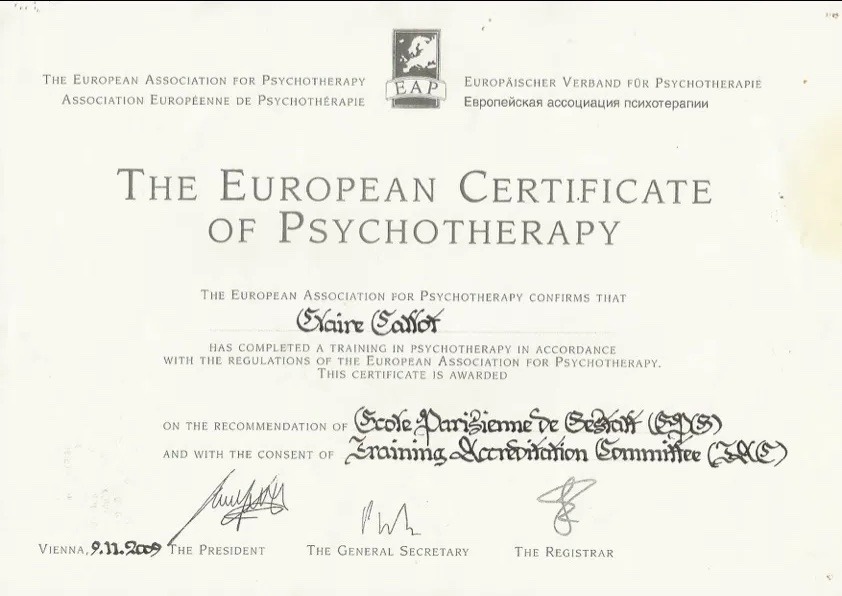 THE EUROPEAN ASSOCIATION FOR PSYCHOTHERAPY
ASSOCIATION EUROPÉENNE DE PSYCHOTHÉRAPIE
EAP
EUROPÄISCHER VERBAND FÜR PSYCHOTHERAPIE
Европейская ассоциация психотерапии
THE EUROPEAN CERTIFICATE
OF PSYCHOTHERAPY
THE EUROPEAN ASSOCIATION FOR PSYCHOTHERAPY CONFIRMS THAT
Claire Callot
HAS COMPLETED A TRAINING IN PSYCHOTHERAPY IN ACCORDANCE
WITH THE REGULATIONS OF THE EUROPEAN ASSOCIATION FOR PSYCHOTHERAPY.
THIS CERTIFICATE IS AWARDED
ON THE RECOMMENDATION OF Ecole Parisienne de Gestalt (EPG)
AND WITH THE CONSENT OF Training Accreditation Committee (TAC)
VIENNA, 9.11.2009 THE PRESIDENT THE GENERAL SECRETARY THE REGISTRAR